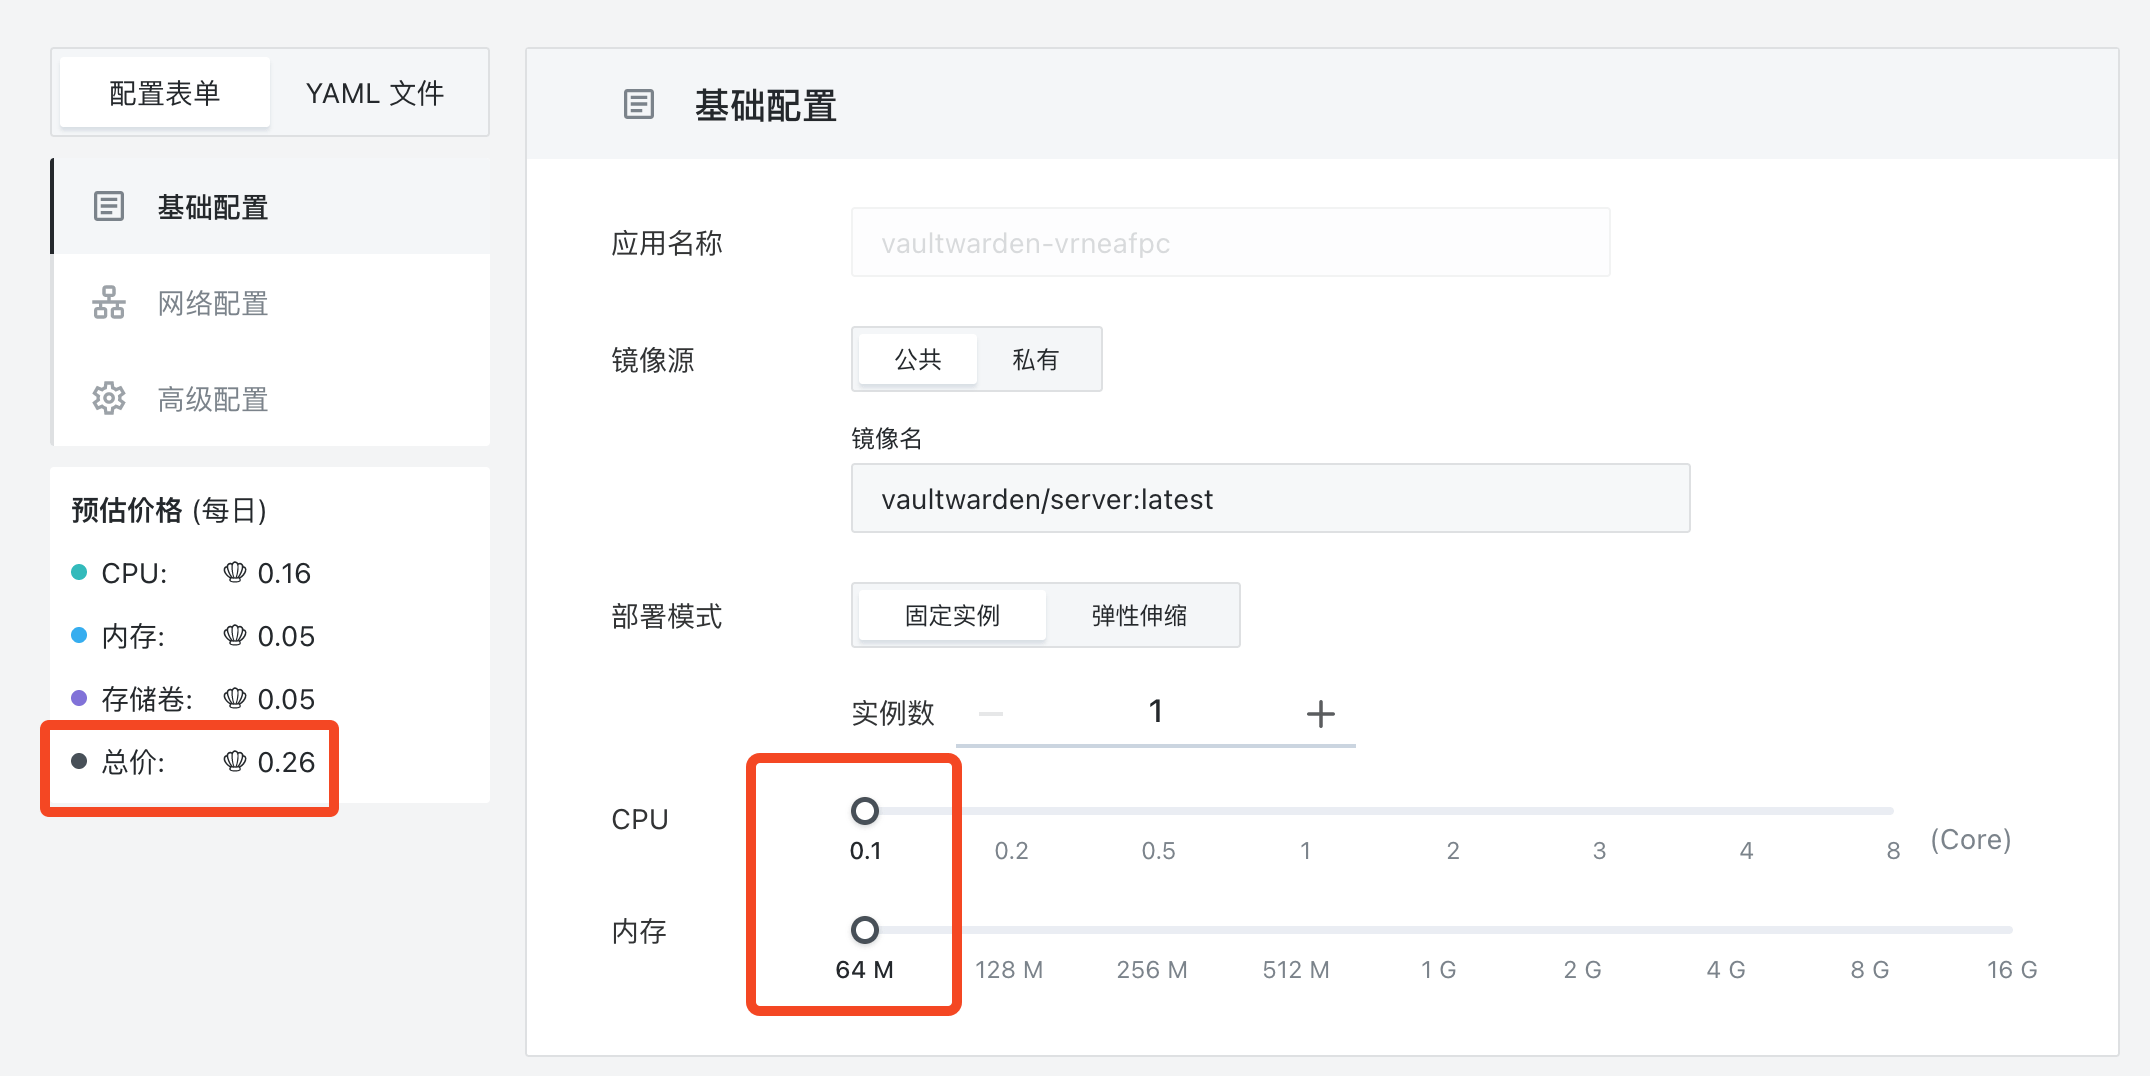 配置表单
YAML 文件
基础配置
网络配置
高级配置
预估价格 (每日)
CPU: 0.16
内存: 0.05
存储卷: 0.05
总价: 0.26
基础配置
应用名称 vaultwarden-vrneafpc
镜像源 公共 私有
镜像名
vaultwarden/server:latest
部署模式 固定实例 弹性伸缩
实例数 1
CPU
0.1 0.2 0.5 1 2 3 4 8 (Core)
内存
64 M 128 M 256 M 512 M 1 G 2 G 4 G 8 G 16 G